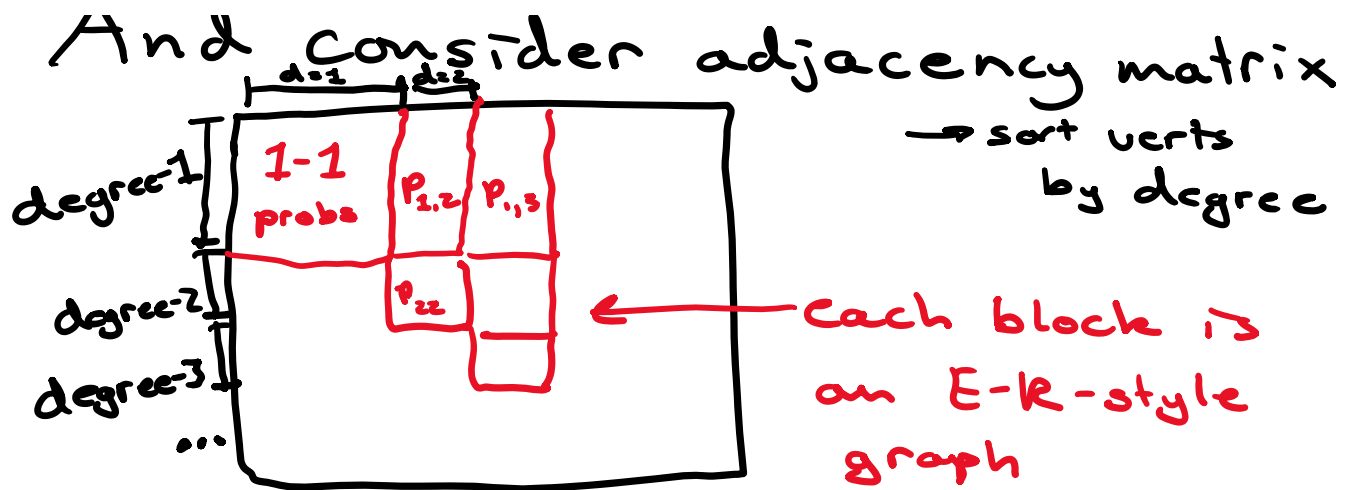 And consider adjacency matrix
→ sort verts
by degree
d=1 d=2
degree-1
1-1
probs
P1,2
P1,3
degree-2
P22
degree-3
...
each block is
an E-R-style
graph